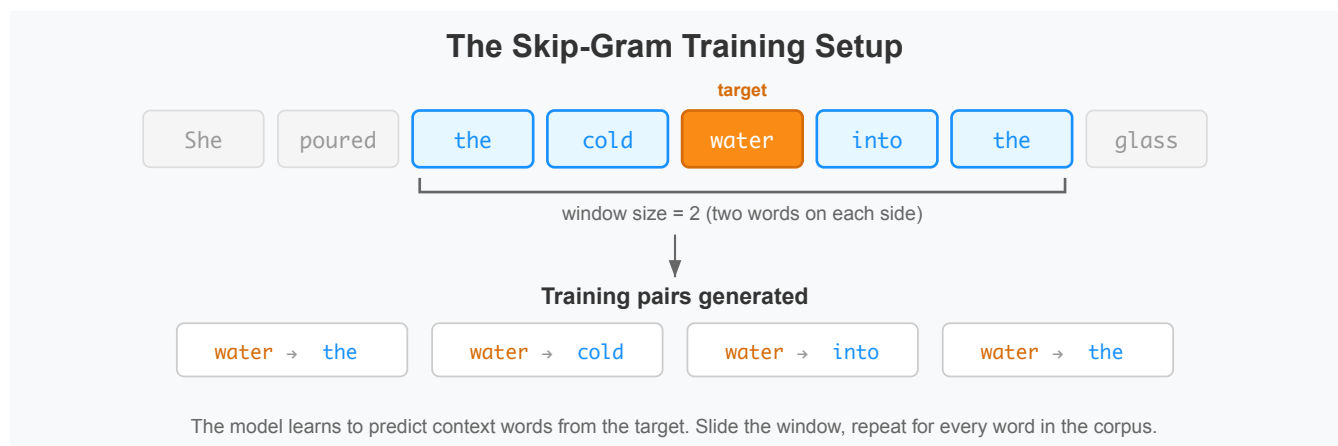 The Skip-Gram Training Setup
target
She poured the cold water into the glass
window size = 2 (two words on each side)
Training pairs generated
water → the water → cold water → into water → the
The model learns to predict context words from the target. Slide the window, repeat for every word in the corpus.